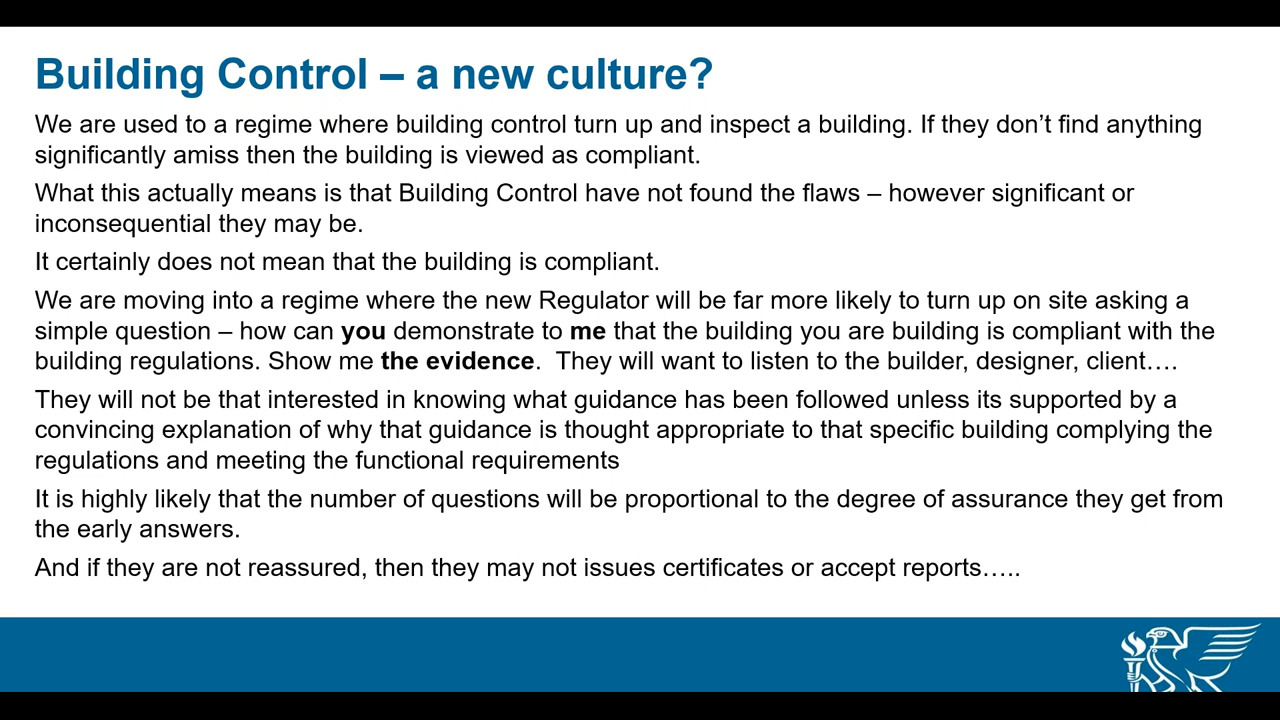 Building Control – a new culture?
We are used to a regime where building control turn up and inspect a building. If they don’t find anything
significantly amiss then the building is viewed as compliant.
What this actually means is that Building Control have not found the flaws – however significant or
inconsequential they may be.
It certainly does not mean that the building is compliant.
We are moving into a regime where the new Regulator will be far more likely to turn up on site asking a
simple question – how can you demonstrate to me that the building you are building is compliant with the
building regulations. Show me the evidence.  They will want to listen to the builder, designer, client….
They will not be that interested in knowing what guidance has been followed unless its supported by a
convincing explanation of why that guidance is thought appropriate to that specific building complying the
regulations and meeting the functional requirements
It is highly likely that the number of questions will be proportional to the degree of assurance they get from
the early answers.
And if they are not reassured, then they may not issues certificates or accept reports…..